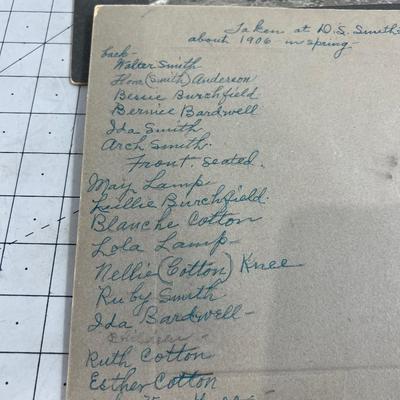 Taken at D.S. Smith's
about 1906 in spring -
back -
Walter Smith
Flora (Smith) Anderson
Bessie Burchfield
Bernice Bardwell
Ida Smith
Arch Smith.
Front. Seated.
May Lamp
Lillie Burchfield.
Blanche Cotton
Lola Lamp -
Nellie (Cotton) Knee
Ruby Smith
Ida Bardwell -
Ruth Cotton
Esther Cotton